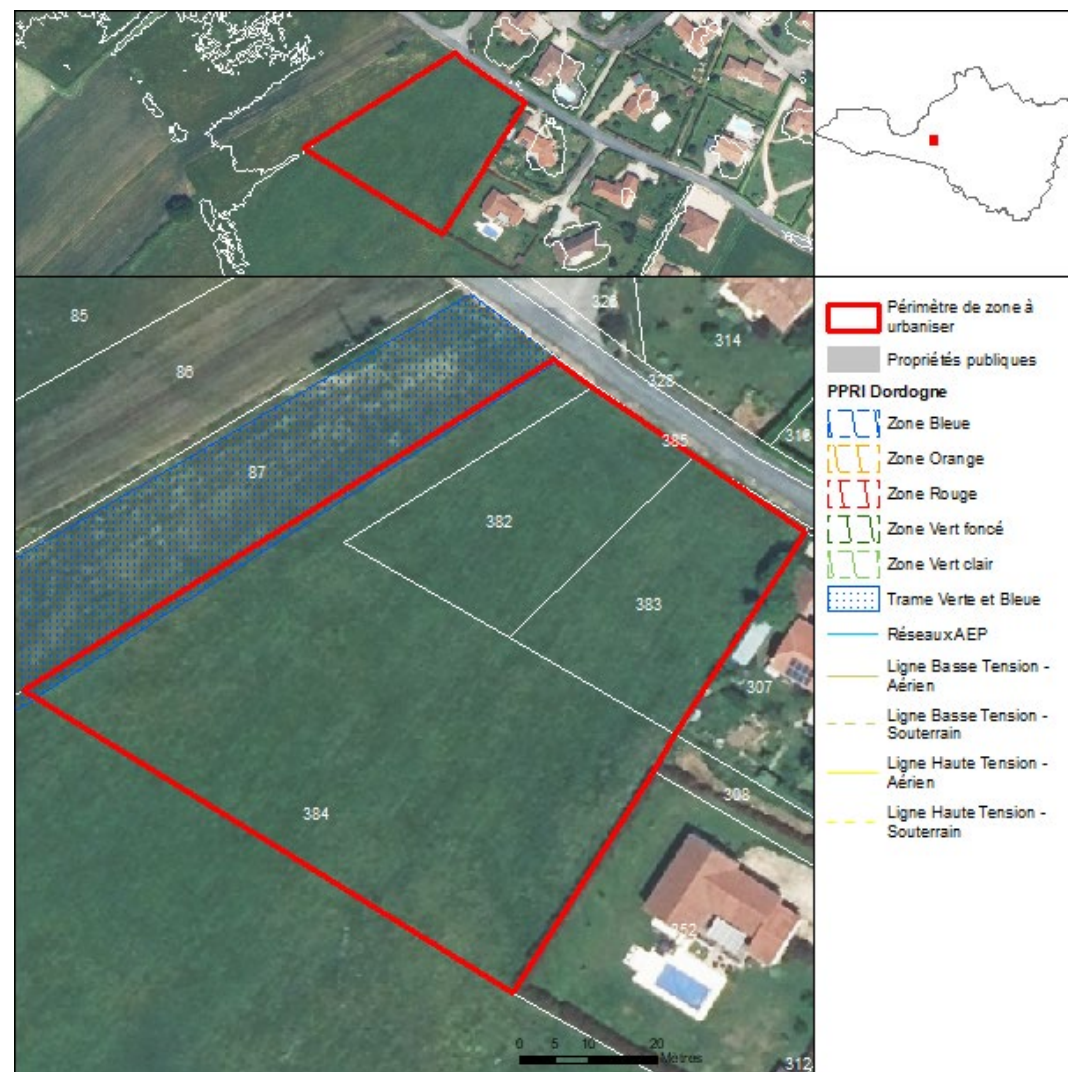 85
86
87
326
314
328
316
385
382
383
307
308
384
352
312
0 5 10 20
Mètres
Périmètre de zone à
urbaniser
Propriétés publiques
PPRI Dordogne
Zone Bleue
Zone Orange
Zone Rouge
Zone Vert foncé
Zone Vert clair
Trame Verte et Bleue
Réseaux AEP
Ligne Basse Tension -
Aérien
Ligne Basse Tension -
Souterrain
Ligne Haute Tension -
Aérien
Ligne Haute Tension -
Souterrain